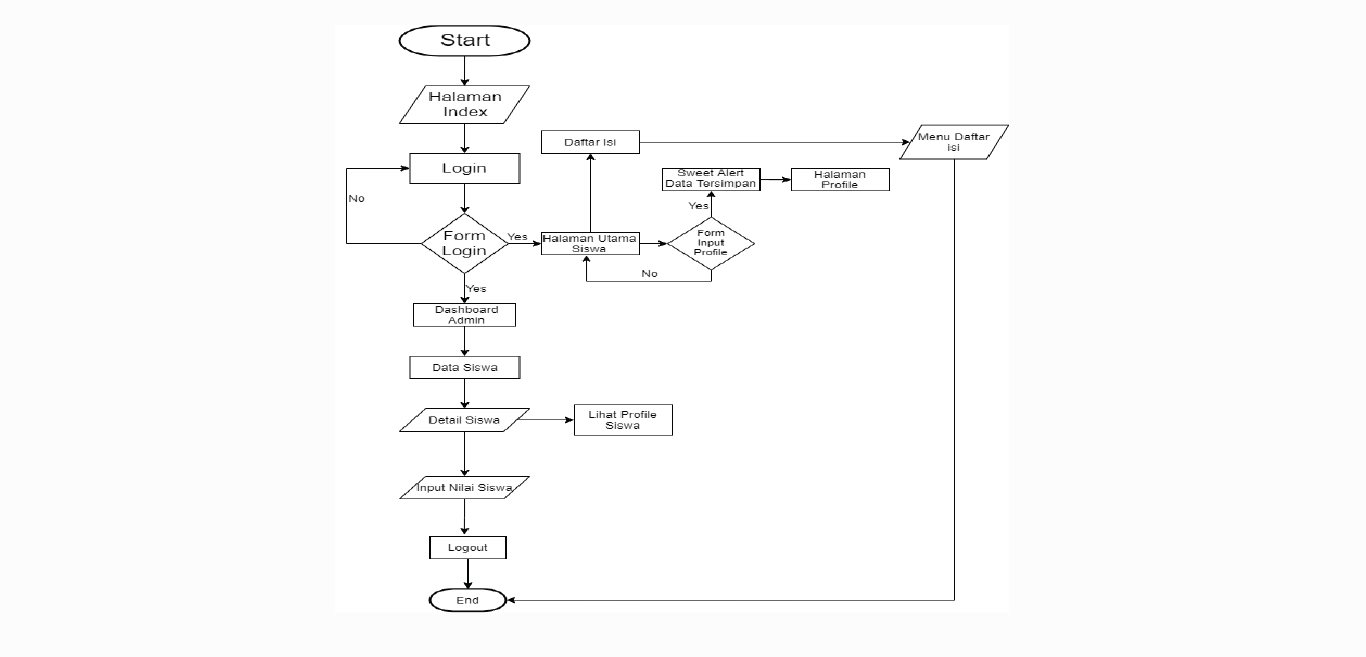 Start
Halaman
Index
Login
No
Form
Login
Yes
Yes
Daftar Isi
Menu Daftar
isi
Sweet Alert
Data Tersimpan
Halaman
Profile
Yes
Halaman Utama
Siswa
Form
Input
Profile
No
Dashboard
Admin
Data Siswa
Detail Siswa
Lihat Profile
Siswa
Input Nilai Siswa
Logout
End